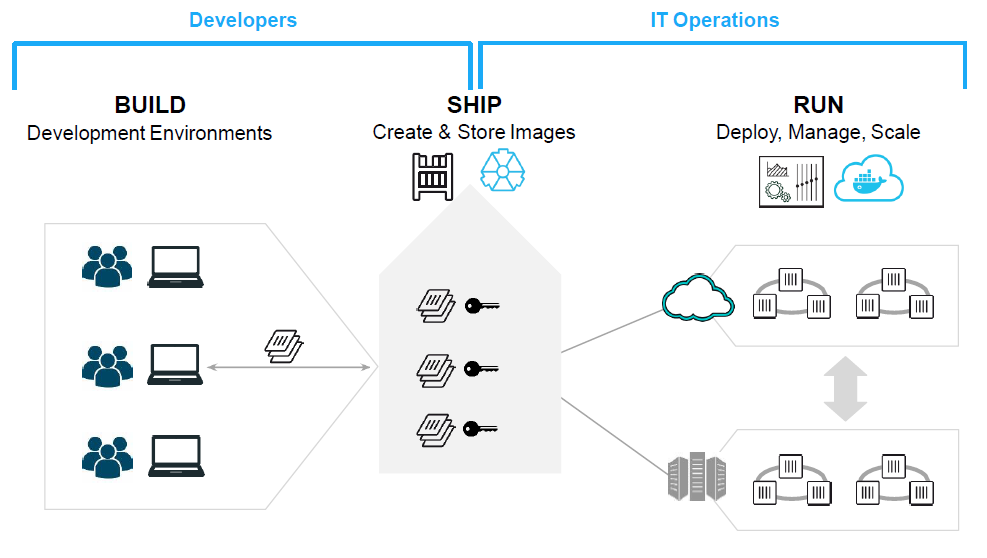 Developers
IT Operations
BUILD
Development Environments
SHIP
Create & Store Images
RUN
Deploy, Manage, Scale